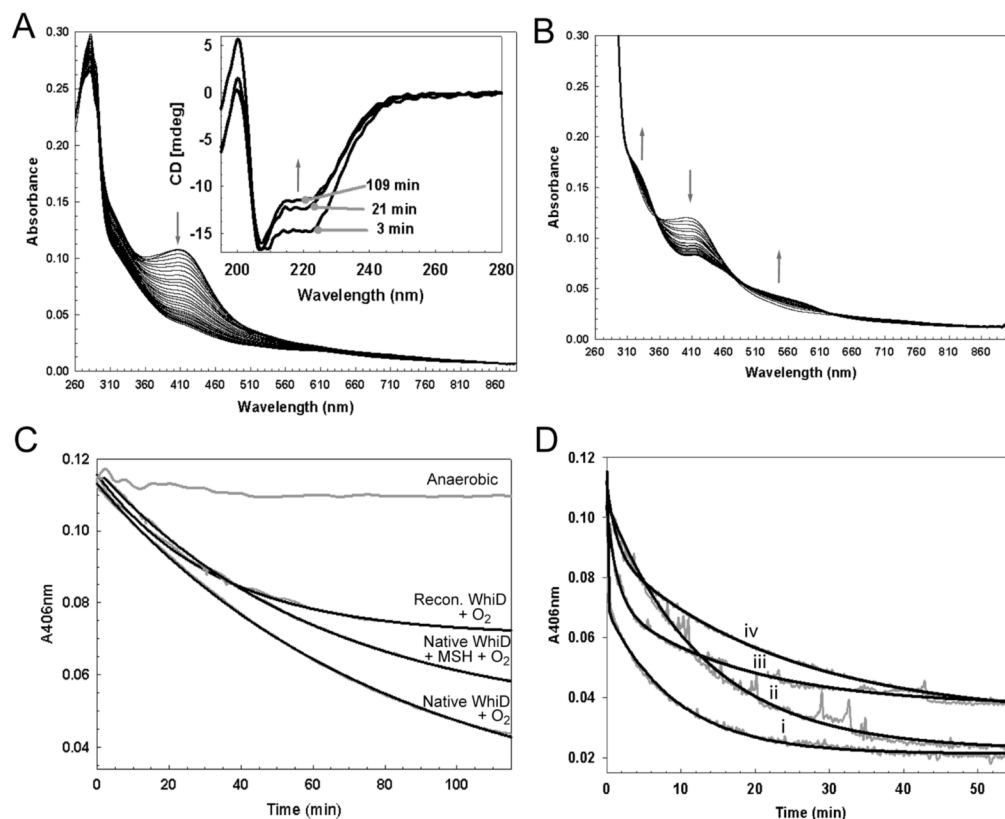 A
0.30
0.25
0.20
0.15
0.10
0.05
0.00
Absorbance
260 310 360 410 460 510 560 610 660 710 760 810 860
Wavelength (nm)
5
0
-5
-10
-15
CD [mdeg]
109 min
21 min
3 min
200 220 240 260 280
Wavelength (nm)
B
0.30
0.25
0.20
0.15
0.10
0.05
0.00
Absorbance
260 310 360 410 460 510 560 610 660 710 760 810 860
Wavelength (nm)
C
0.12
0.10
0.08
0.06
0.04
A406nm
Anaerobic
Recon. WhiD
+ O2
Native WhiD
+ MSH + O2
Native WhiD
+ O2
0 20 40 60 80 100
Time (min)
D
0.12
0.10
0.08
0.06
0.04
0.02
A406nm
iv
iii
ii
i
0 10 20 30 40 50
Time (min)